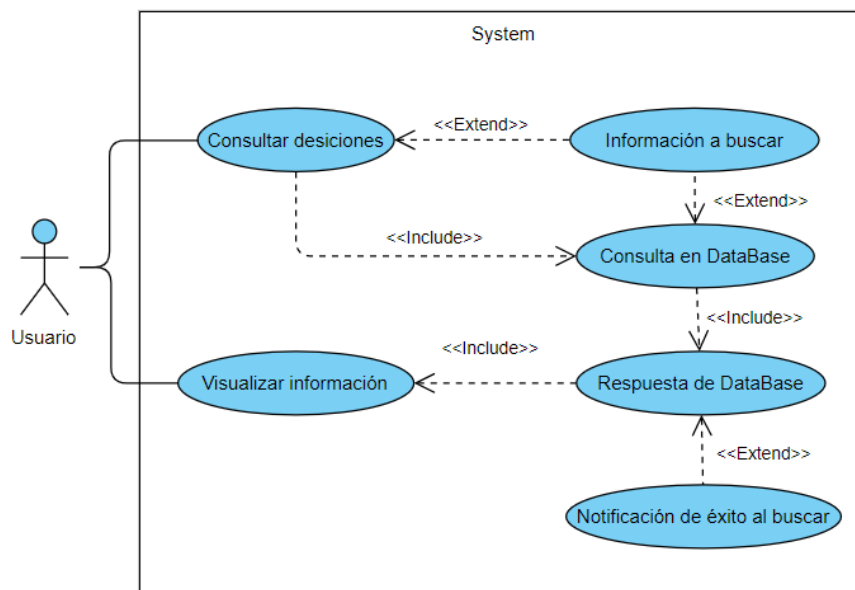 System
<<Extend>>
Consultar desiciones
Información a buscar
<<Extend>>
<<Include>>
Consulta en DataBase
<<Include>>
Usuario
<<Include>>
Visualizar información
Respuesta de DataBase
<<Extend>>
Notificación de éxito al buscar